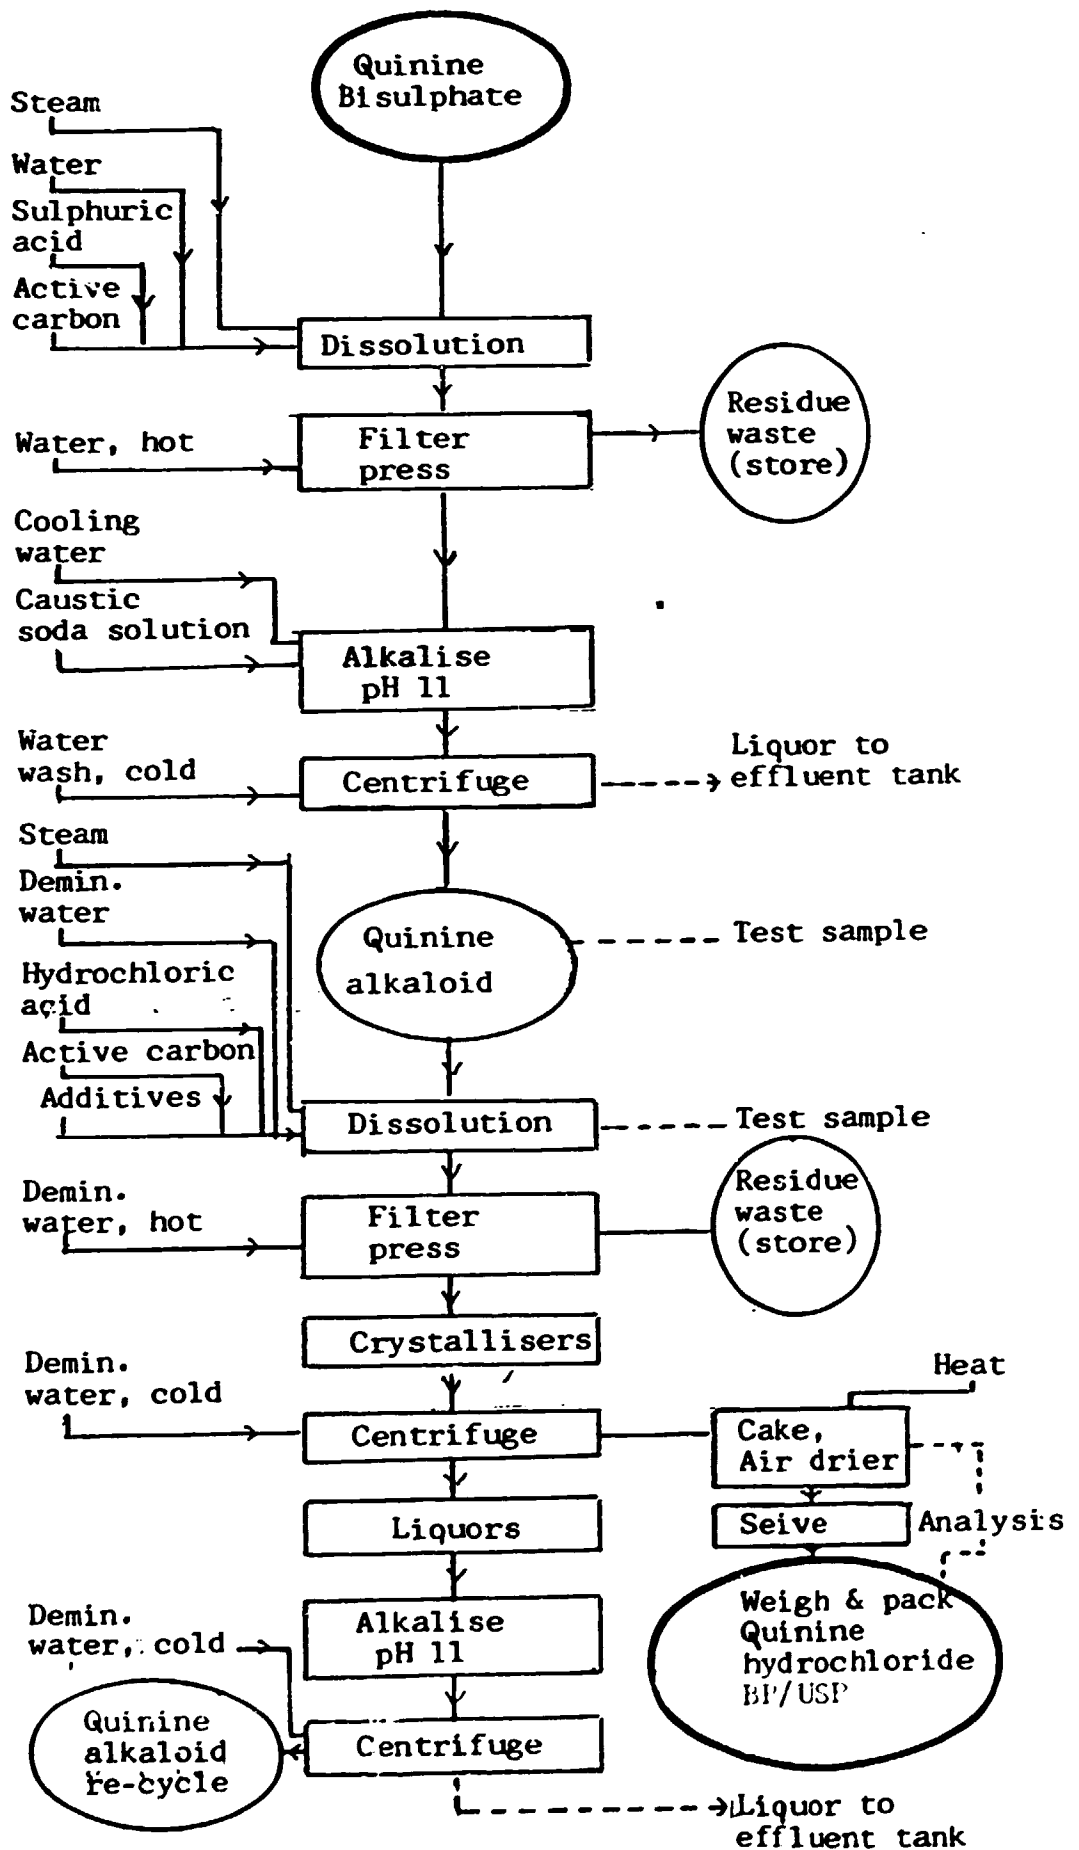 Quinine
Bisulphate
Steam
Water
Sulphuric
acid
Active
carbon
Dissolution
Water, hot
Filter
press
Residue
waste
(store)
Cooling
water
Caustic
soda solution
Alkalise
pH 11
Water
wash, cold
Centrifuge
Liquor to
effluent tank
Steam
Demin.
water
Quinine
alkaloid
Test sample
Hydrochloric
acid
Active carbon
Additives
Dissolution
Test sample
Demin.
water, hot
Filter
press
Residue
waste
(store)
Crystallisers
Demin.
water, cold
Centrifuge
Heat
Cake,
Air drier
Liquors
Seive
Analysis
Demin.
water, cold
Alkalise
pH 11
Weigh & pack
Quinine
hydrochloride
BP/USP
Quinine
alkaloid
re-cycle
Centrifuge
Liquor to
effluent tank